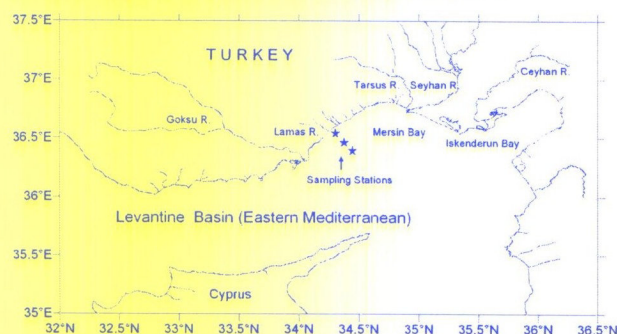 37.5°E
TURKEY
37°E
Tarsus R.
Seyhan R.
Ceyhan R.
Goksu R.
Lamas R.
Mersin Bay
36.5°E
Iskenderun Bay
Sampling Stations
36°E
Levantine Basin (Eastern Mediterranean)
35.5°E
Cyprus
35°E
32°N 32.5°N 33°N 33.5°N 34°N 34.5°N 35°N 35.5°N 36°N 36.5°N